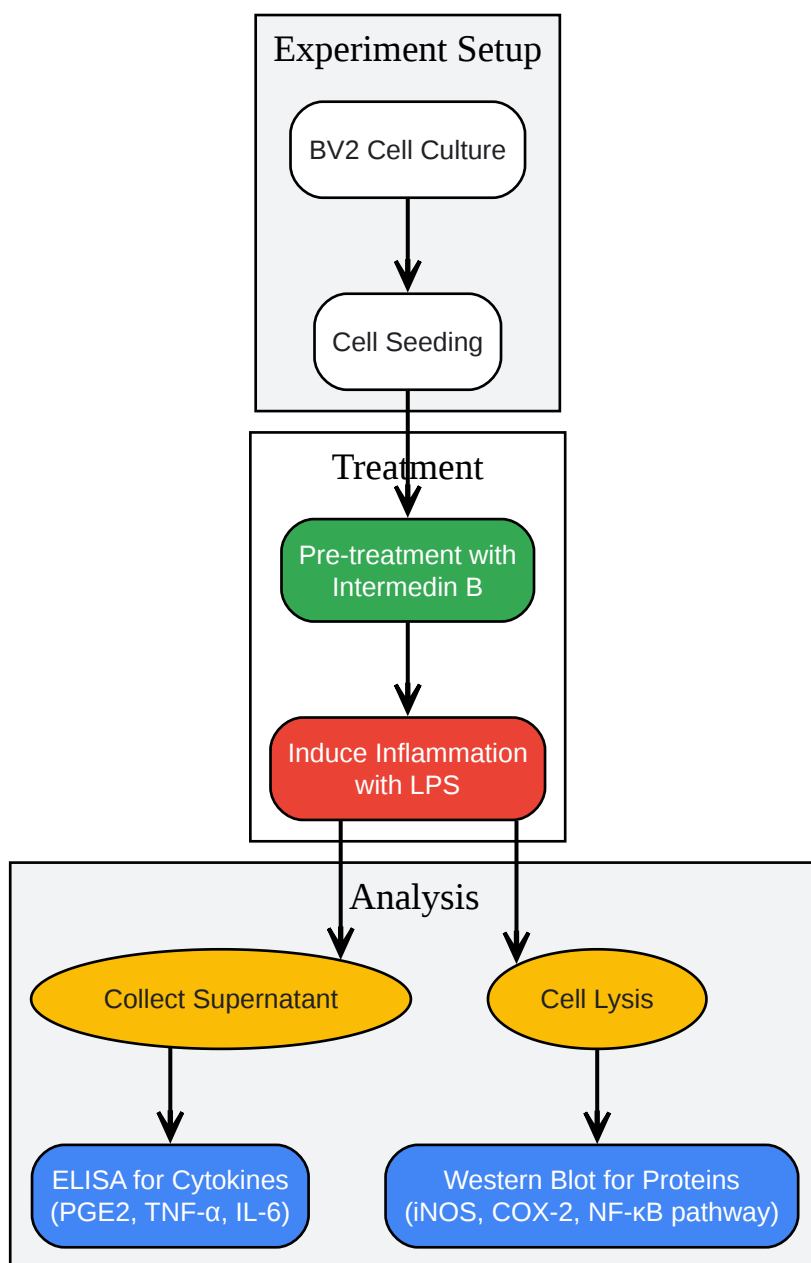 Experiment Setup
BV2 Cell Culture
Cell Seeding
Treatment
Pre-treatment with
Intermedin B
Induce Inflammation
with LPS
Analysis
Collect Supernatant
Cell Lysis
ELISA for Cytokines
(PGE2, TNF-α, IL-6)
Western Blot for Proteins
(iNOS, COX-2, NF-κB pathway)